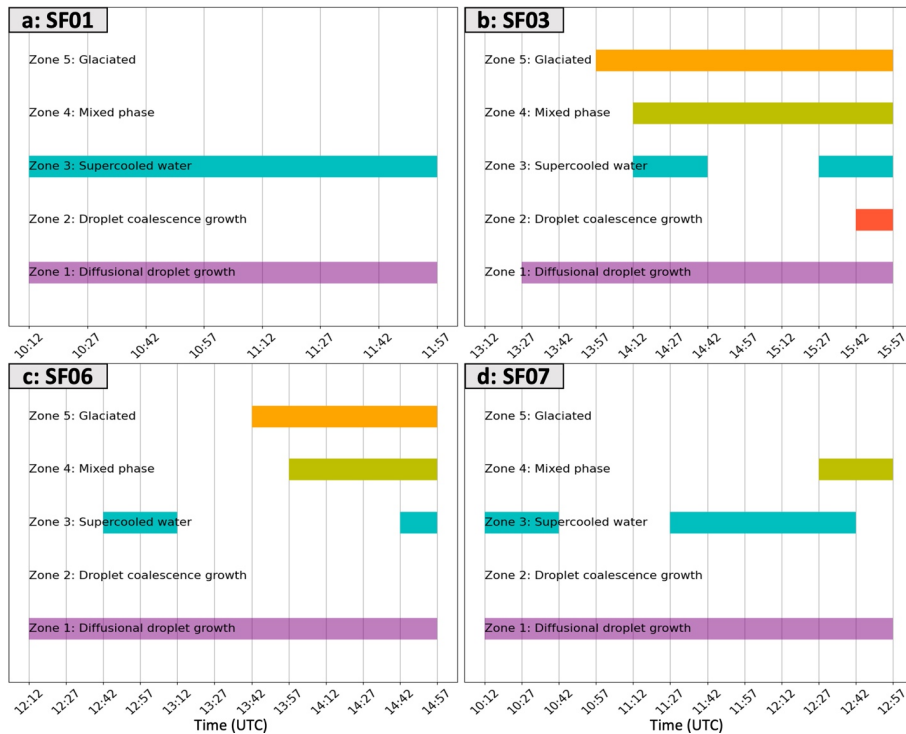 a: SF01
Zone 5: Glaciated
Zone 4: Mixed phase
Zone 3: Supercooled water
Zone 2: Droplet coalescence growth
Zone 1: Diffusional droplet growth
10:12 10:27 10:42 10:57 11:12 11:27 11:42 11:57
b: SF03
Zone 5: Glaciated
Zone 4: Mixed phase
Zone 3: Supercooled water
Zone 2: Droplet coalescence growth
Zone 1: Diffusional droplet growth
13:12 13:27 13:42 13:57 14:12 14:27 14:42 14:57 15:12 15:27 15:42 15:57
c: SF06
Zone 5: Glaciated
Zone 4: Mixed phase
Zone 3: Supercooled water
Zone 2: Droplet coalescence growth
Zone 1: Diffusional droplet growth
12:12 12:27 12:42 12:57 13:12 13:27 13:42 13:57 14:12 14:27 14:42 14:57
Time (UTC)
d: SF07
Zone 5: Glaciated
Zone 4: Mixed phase
Zone 3: Supercooled water
Zone 2: Droplet coalescence growth
Zone 1: Diffusional droplet growth
10:12 10:27 10:42 10:57 11:12 11:27 11:42 11:57 12:12 12:27 12:42 12:57
Time (UTC)